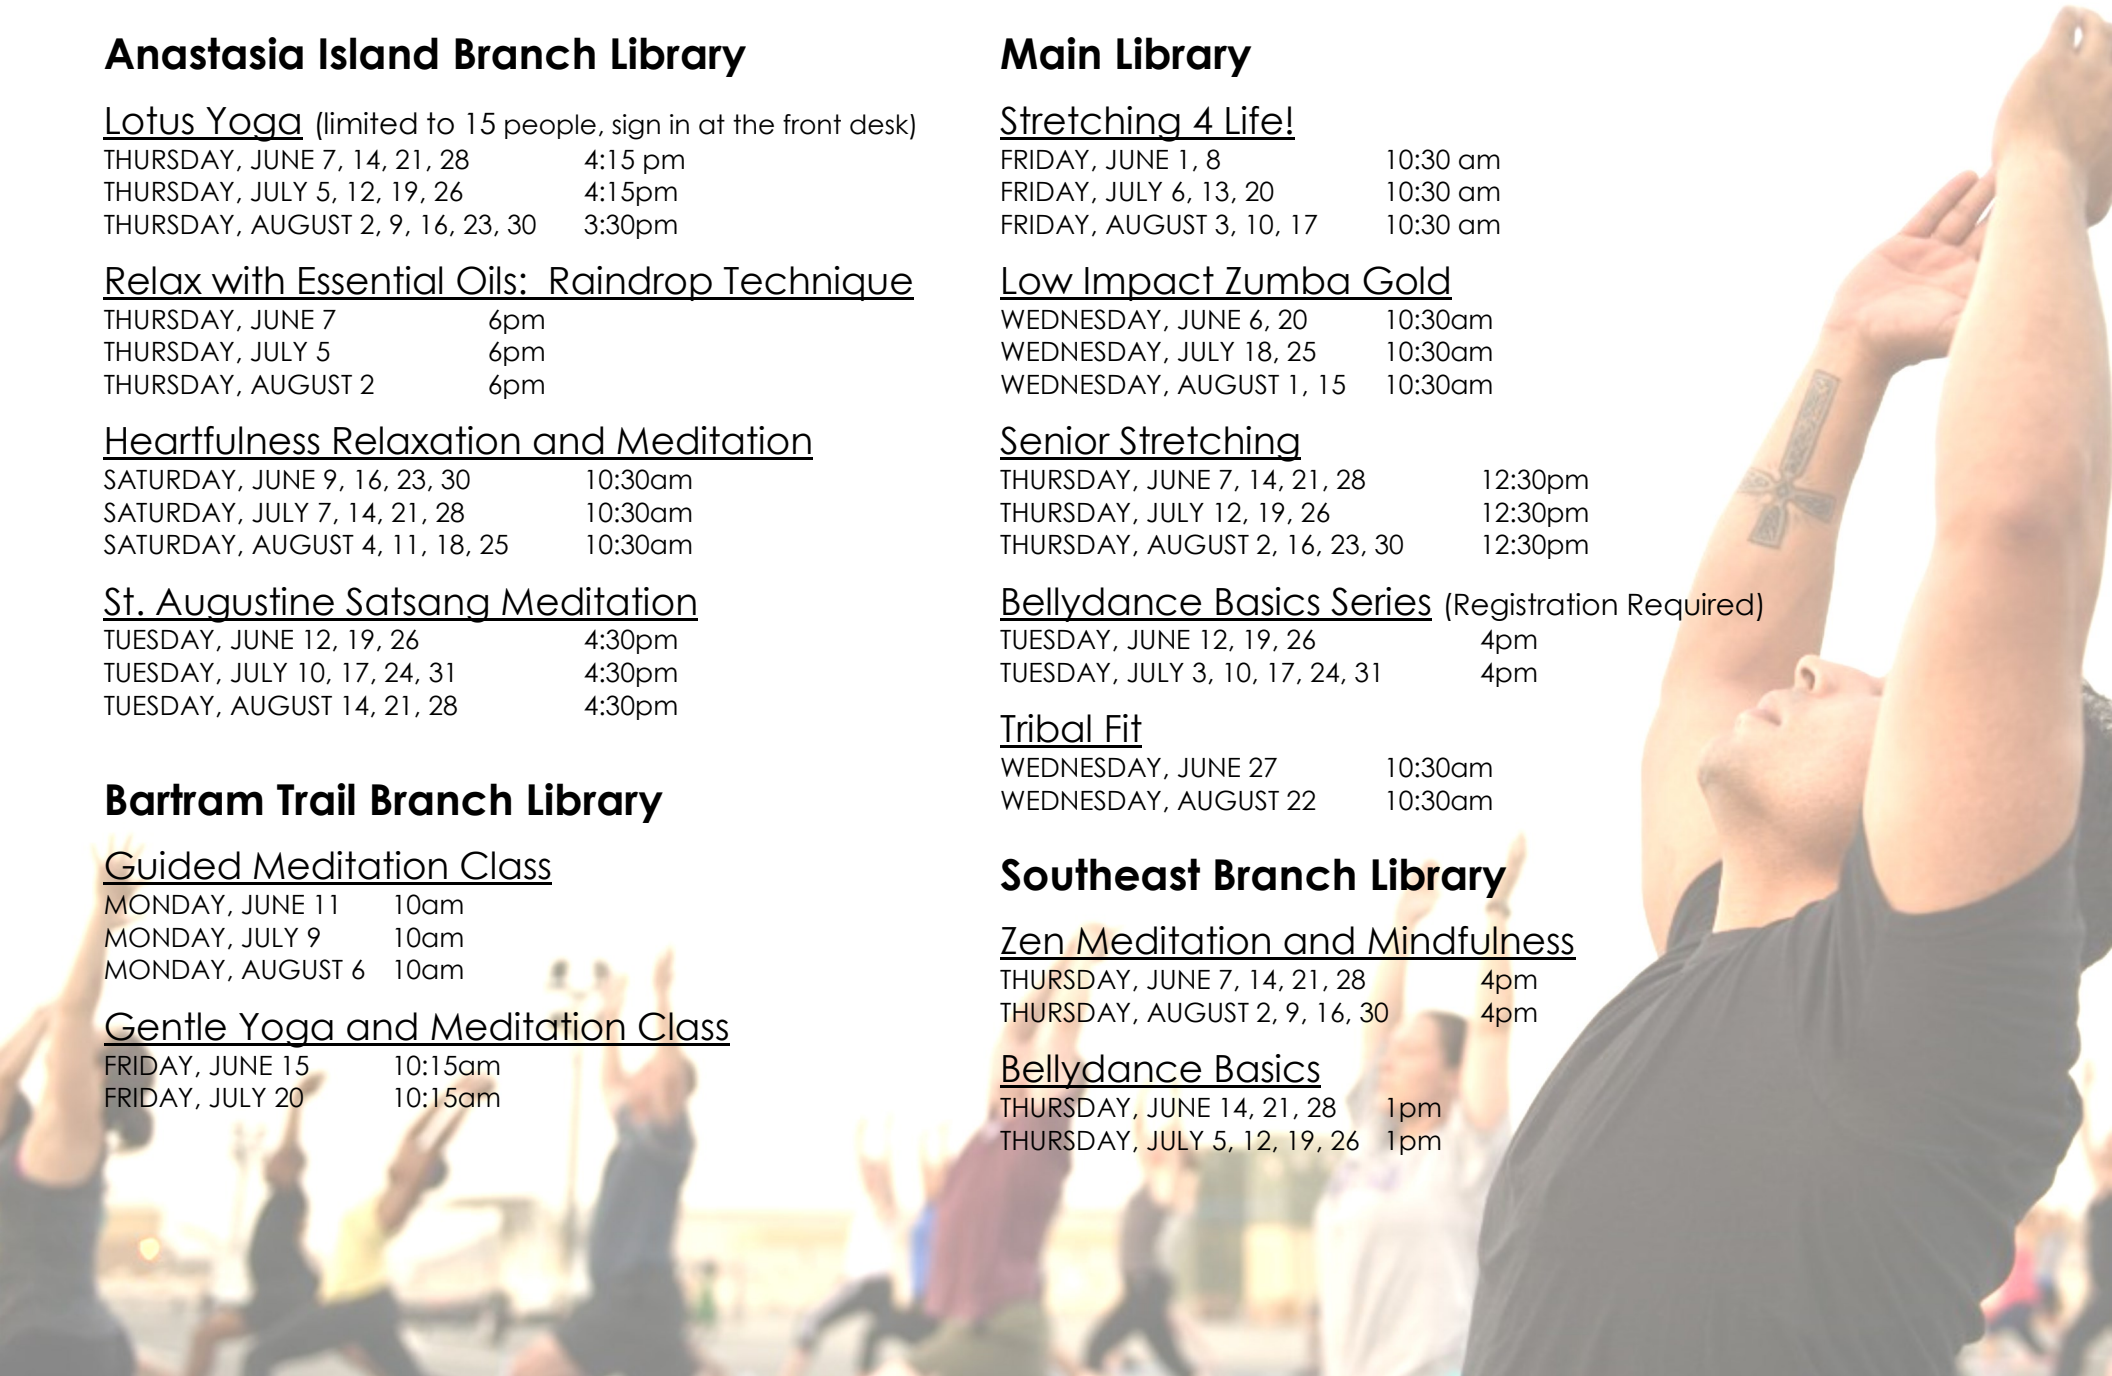 Anastasia Island Branch Library
Lotus Yoga (limited to 15 people, sign in at the front desk)
THURSDAY, JUNE 7, 14, 21, 28 4:15 pm
THURSDAY, JULY 5, 12, 19, 26 4:15pm
THURSDAY, AUGUST 2, 9, 16, 23, 30 3:30pm
Relax with Essential Oils: Raindrop Technique
THURSDAY, JUNE 7 6pm
THURSDAY, JULY 5 6pm
THURSDAY, AUGUST 2 6pm
Heartfulness Relaxation and Meditation
SATURDAY, JUNE 9, 16, 23, 30 10:30am
SATURDAY, JULY 7, 14, 21, 28 10:30am
SATURDAY, AUGUST 4, 11, 18, 25 10:30am
St. Augustine Satsang Meditation
TUESDAY, JUNE 12, 19, 26 4:30pm
TUESDAY, JULY 10, 17, 24, 31 4:30pm
TUESDAY, AUGUST 14, 21, 28 4:30pm
Bartram Trail Branch Library
Guided Meditation Class
MONDAY, JUNE 11 10am
MONDAY, JULY 9 10am
MONDAY, AUGUST 6 10am
Gentle Yoga and Meditation Class
FRIDAY, JUNE 15 10:15am
FRIDAY, JULY 20 10:15am
Main Library
Stretching 4 Life!
FRIDAY, JUNE 1, 8 10:30 am
FRIDAY, JULY 6, 13, 20 10:30 am
FRIDAY, AUGUST 3, 10, 17 10:30 am
Low Impact Zumba Gold
WEDNESDAY, JUNE 6, 20 10:30am
WEDNESDAY, JULY 18, 25 10:30am
WEDNESDAY, AUGUST 1, 15 10:30am
Senior Stretching
THURSDAY, JUNE 7, 14, 21, 28 12:30pm
THURSDAY, JULY 12, 19, 26 12:30pm
THURSDAY, AUGUST 2, 16, 23, 30 12:30pm
Bellydance Basics Series (Registration Required)
TUESDAY, JUNE 12, 19, 26 4pm
TUESDAY, JULY 3, 10, 17, 24, 31 4pm
Tribal Fit
WEDNESDAY, JUNE 27 10:30am
WEDNESDAY, AUGUST 22 10:30am
Southeast Branch Library
Zen Meditation and Mindfulness
THURSDAY, JUNE 7, 14, 21, 28 4pm
THURSDAY, AUGUST 2, 9, 16, 30 4pm
Bellydance Basics
THURSDAY, JUNE 14, 21, 28 1pm
THURSDAY, JULY 5, 12, 19, 26 1pm